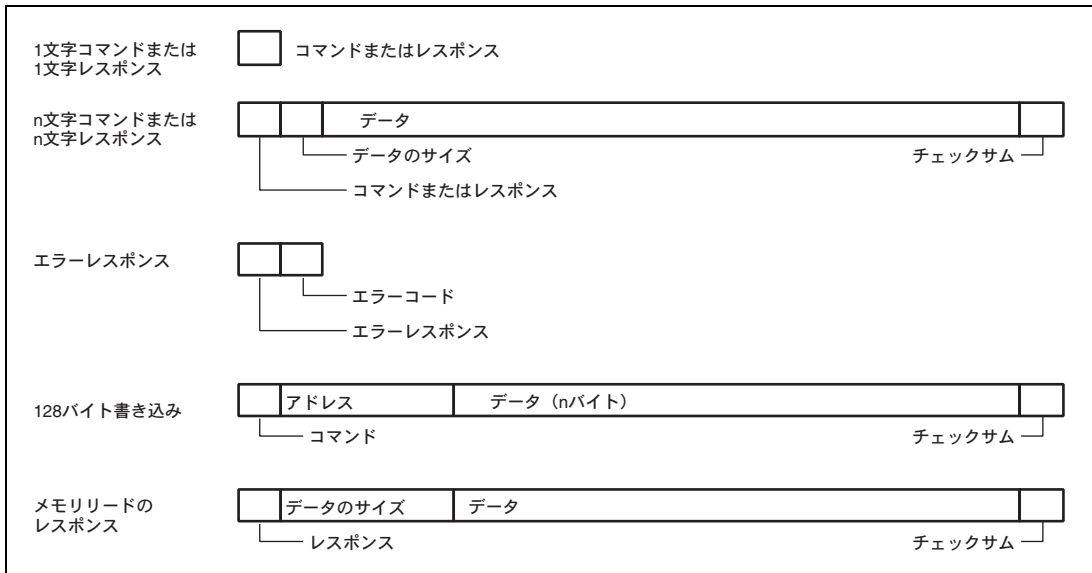 1文字コマンドまたは
1文字レスポンス
コマンドまたはレスポンス
n文字コマンドまたは
n文字レスポンス
データ
データのサイズ
チェックサム
コマンドまたはレスポンス
エラーレスポンス
エラーコード
エラーレスポンス
128バイト書き込み
アドレス
データ（nバイト）
コマンド
チェックサム
メモリリードの
レスポンス
データのサイズ
データ
レスポンス
チェックサム